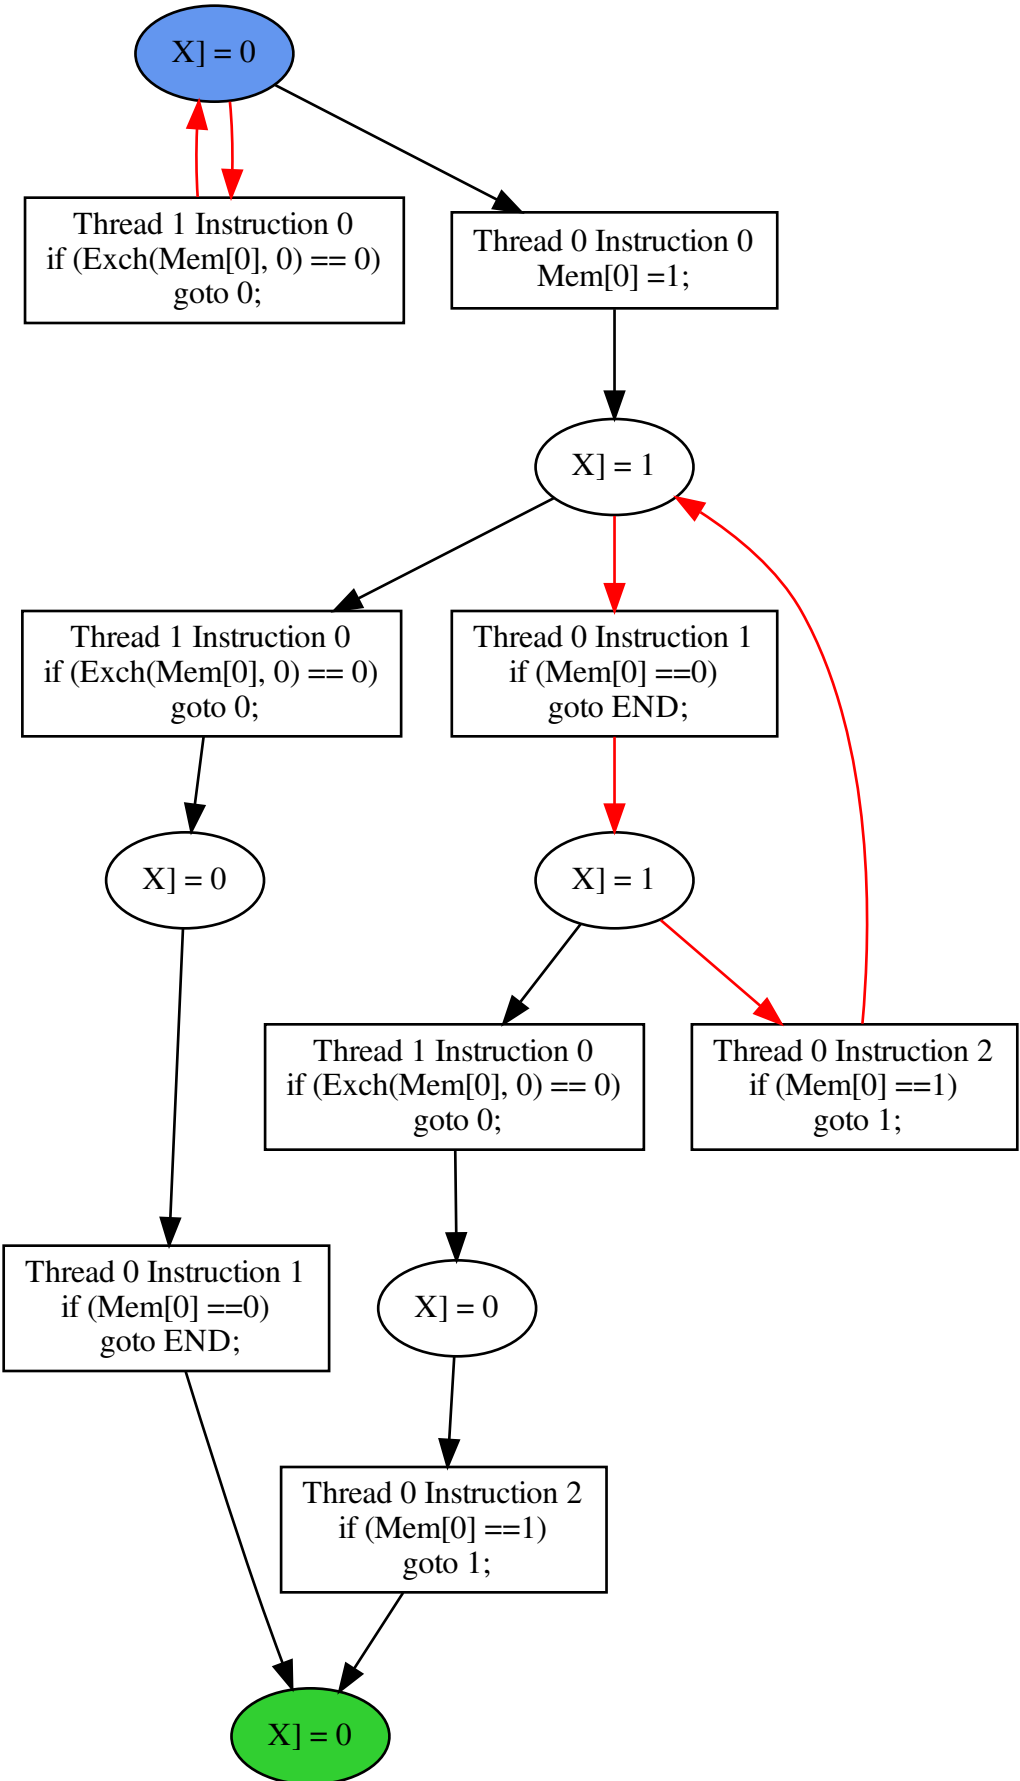 X] = 0
Thread 1 Instruction 0
if (Exch(Mem[0], 0) == 0)
goto 0;
Thread 0 Instruction 0
Mem[0] =1;
X] = 1
Thread 1 Instruction 0
if (Exch(Mem[0], 0) == 0)
goto 0;
Thread 0 Instruction 1
if (Mem[0] ==0)
goto END;
X] = 0
X] = 1
Thread 1 Instruction 0
if (Exch(Mem[0], 0) == 0)
goto 0;
Thread 0 Instruction 2
if (Mem[0] ==1)
goto 1;
Thread 0 Instruction 1
if (Mem[0] ==0)
goto END;
X] = 0
Thread 0 Instruction 2
if (Mem[0] ==1)
goto 1;
X] = 0